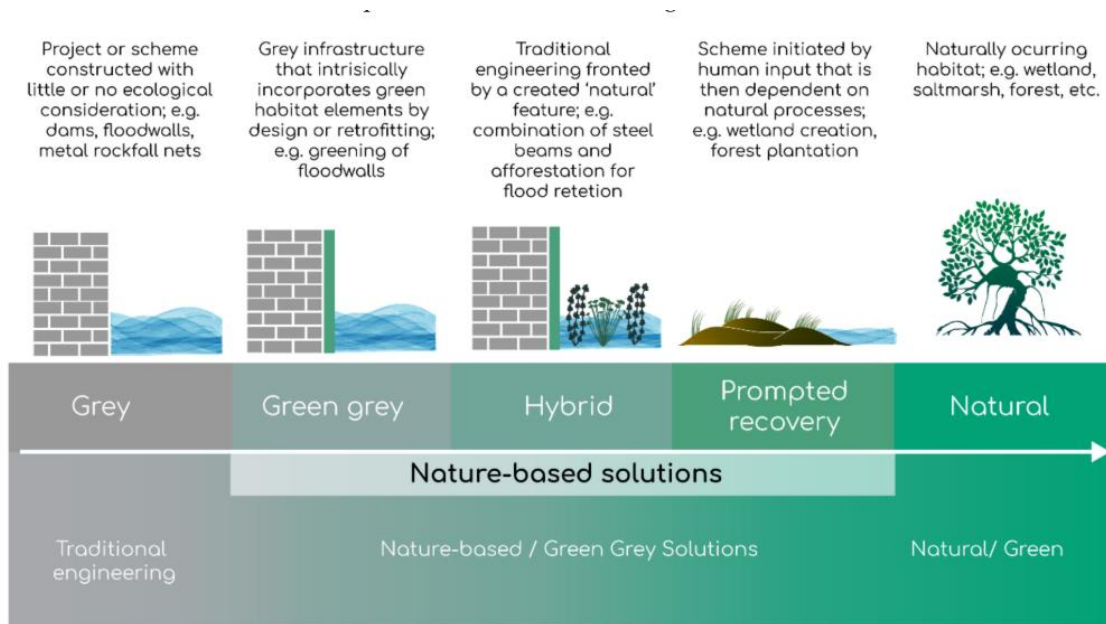 Project or scheme
constructed with
little or no ecological
consideration; e.g.
dams, floodwalls,
metal rockfall nets
Grey infrastructure
that intrisically
incorporates green
habitat elements by
design or retrofitting;
e.g. greening of
floodwalls
Traditional
engineering fronted
by a created ‘natural’
feature; e.g.
combination of steel
beams and
afforestation for
flood retetion
Scheme initiated by
human input that is
then dependent on
natural processes;
e.g. wetland creation,
forest plantation
Naturally ocurring
habitat; e.g. wetland,
saltmarsh, forest, etc.
Grey
Green grey
Hybrid
Prompted
recovery
Natural
Nature-based solutions
Traditional
engineering
Nature-based / Green Grey Solutions
Natural/ Green